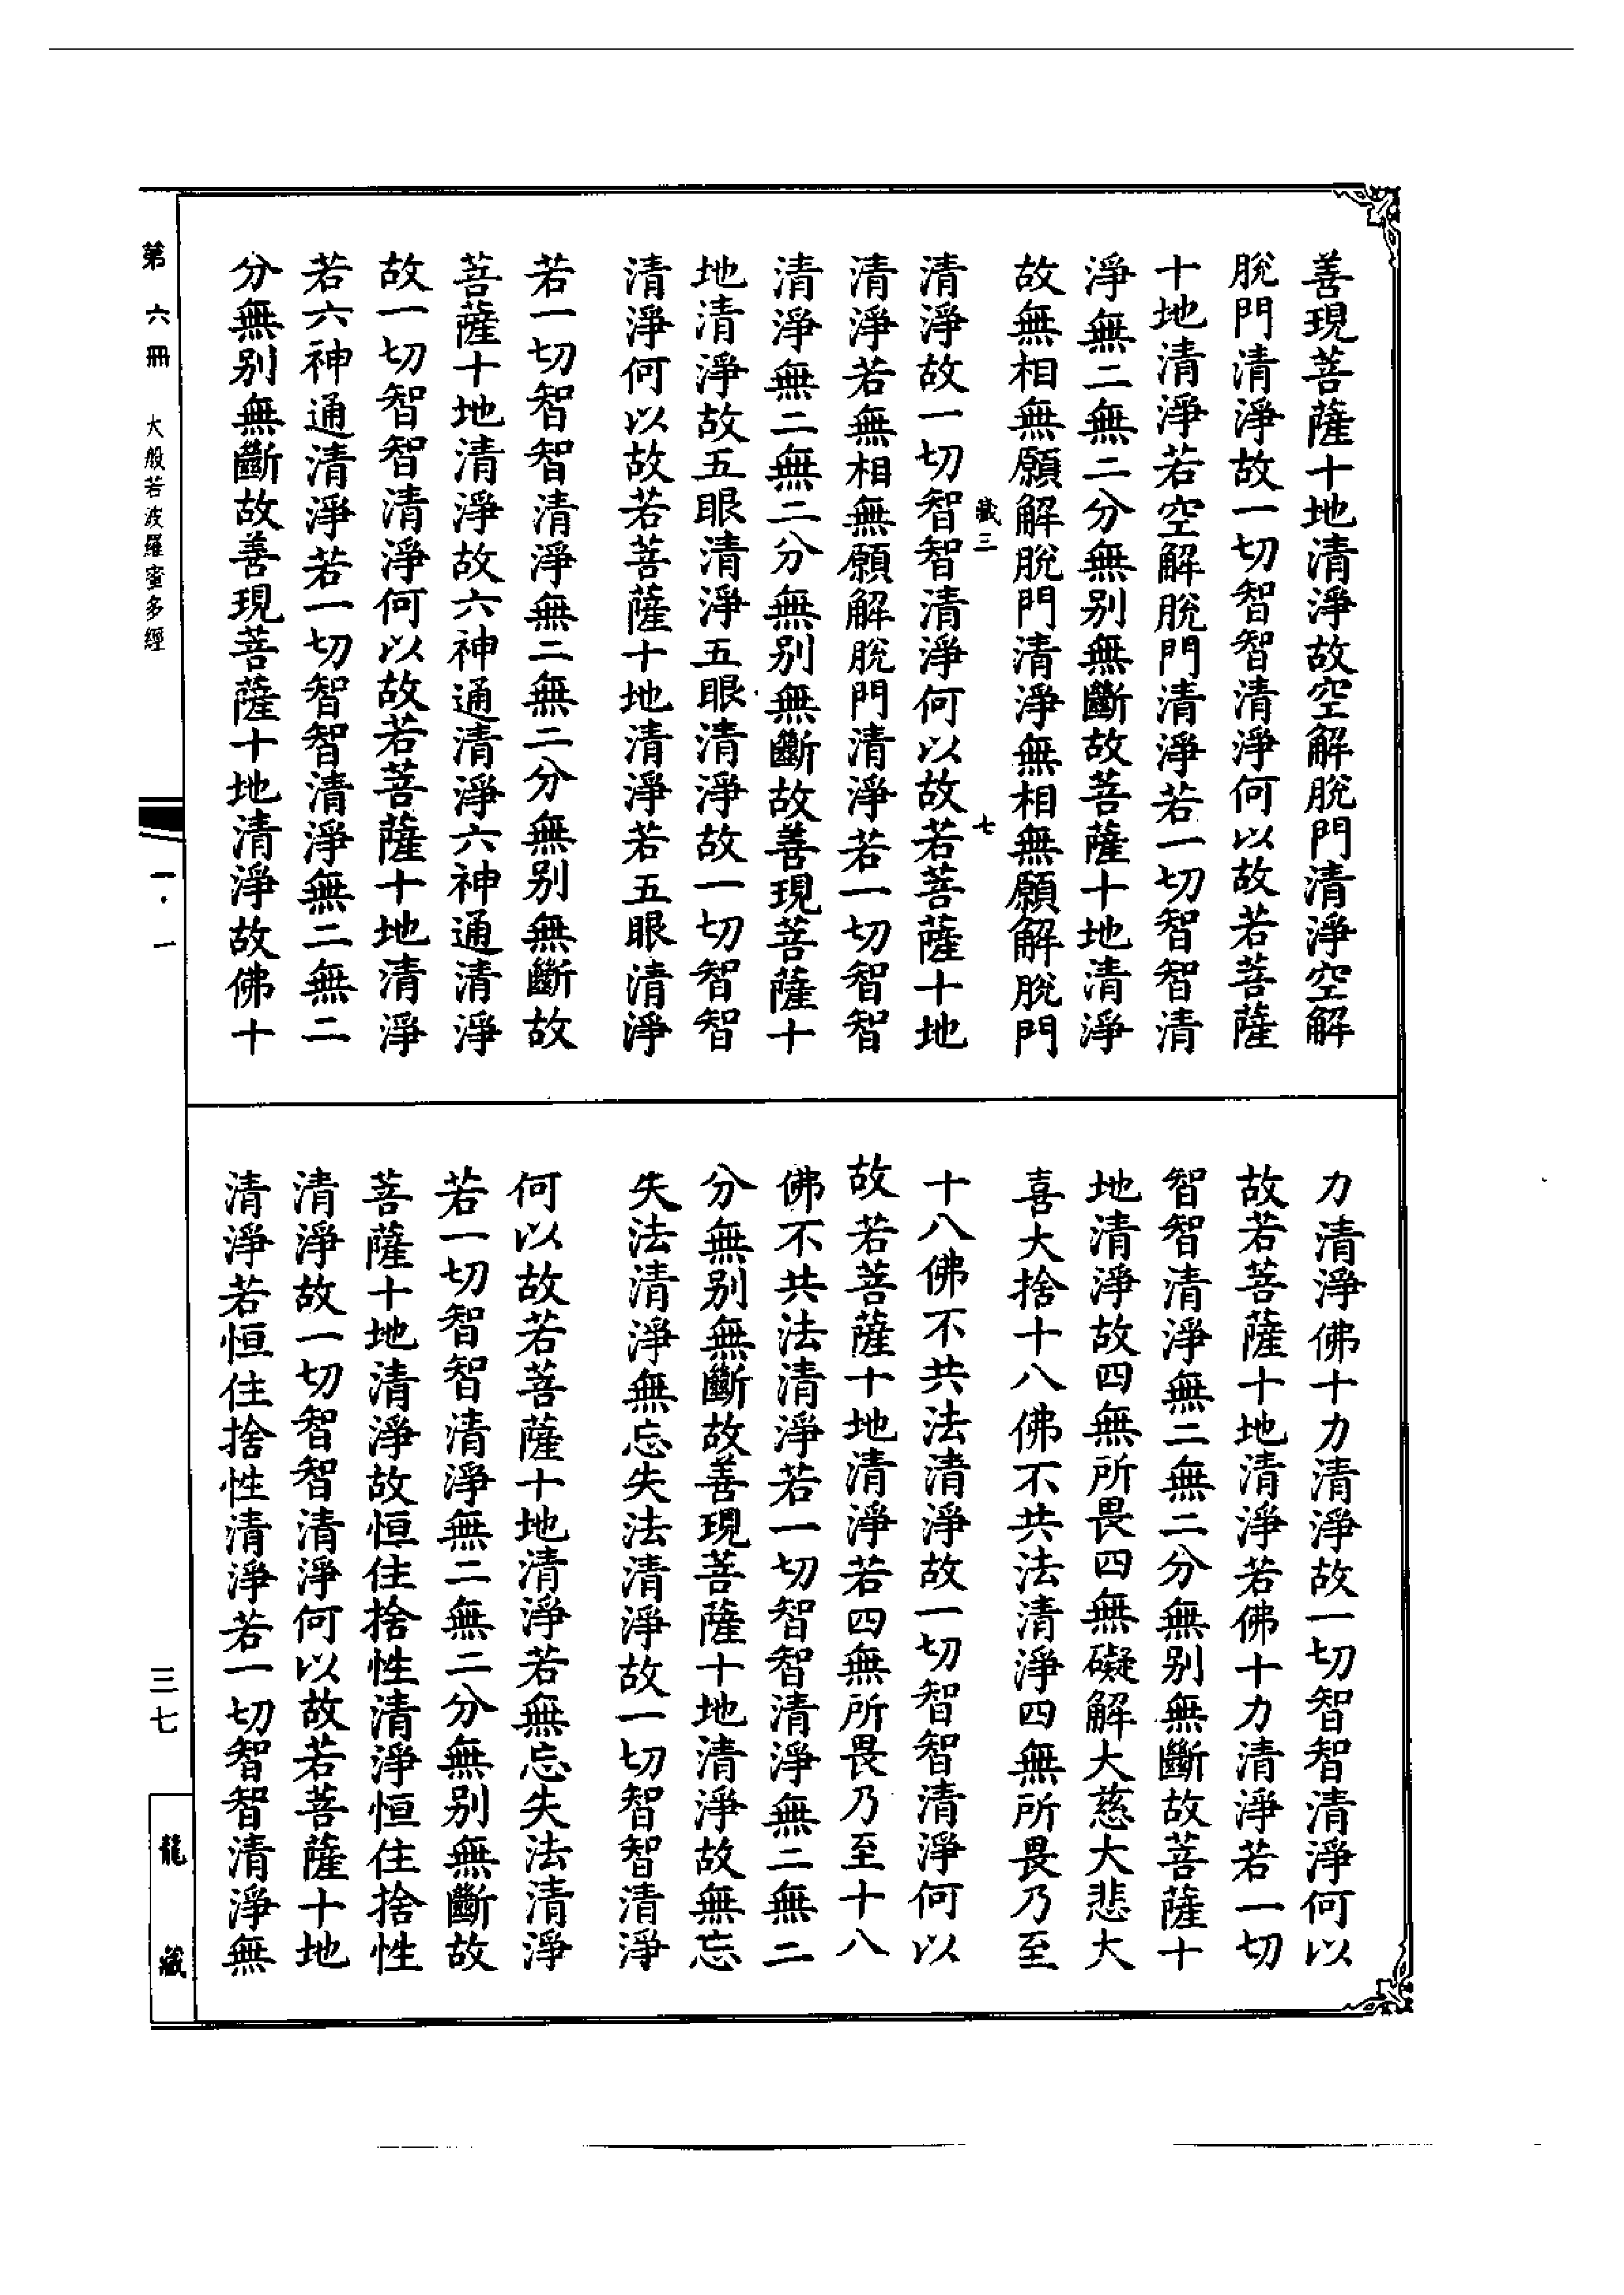 善現菩薩十地清淨故空解脫門清淨空解
脫門清淨故一切智智清淨何以故若菩薩
十地清淨若空解脫門清淨若一切智智清
淨無二無二分無別無斷故菩薩十地清淨
故無相無願解脫門清淨無相無願解脫門
藏三 七
清淨故一切智智清淨何以故若菩薩十地
清淨若無相無願解脫門清淨若一切智智
清淨無二無二分無別無斷故善現菩薩十
地清淨故五眼清淨五眼清淨故一切智智
清淨何以故若菩薩十地清淨若五眼清淨
若一切智智清淨無二無二分無別無斷故
菩薩十地清淨故六神通清淨六神通清淨
故一切智智清淨何以故若菩薩十地清淨
若六神通清淨若一切智智清淨無二無二
分無別無斷故善現菩薩十地清淨故佛十
力清淨佛十力清淨故一切智智清淨何以
故若菩薩十地清淨若佛十力清淨若一切
智智清淨無二無二分無別無斷故菩薩十
地清淨故四無所畏四無礙解大慈大悲大
喜大捨十八佛不共法清淨四無所畏乃至
十八佛不共法清淨故一切智智清淨何以
故若菩薩十地清淨若四無所畏乃至十八
佛不共法清淨若一切智智清淨無二無二
分無別無斷故善現菩薩十地清淨故無忘
失法清淨無忘失法清淨故一切智智清淨
何以故若菩薩十地清淨若無忘失法清淨
若一切智智清淨無二無二分無別無斷故
菩薩十地清淨故恒住捨性清淨恒住捨性
清淨故一切智智清淨何以故若菩薩十地
清淨若恒住捨性清淨若一切智智清淨無
第六冊 大般若波羅蜜多經 一·一 三七 龍藏